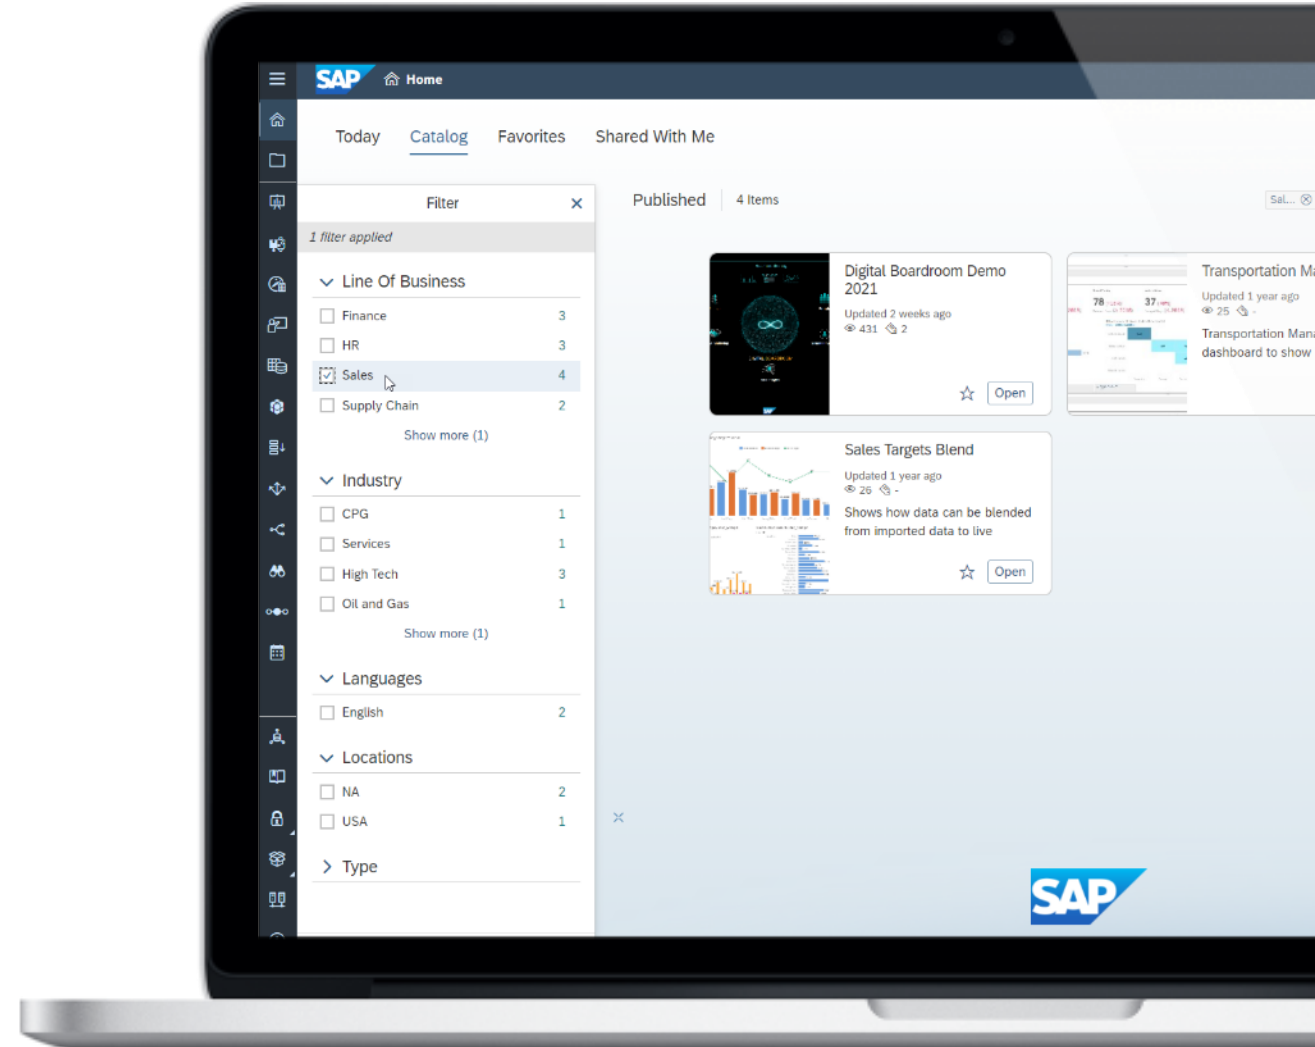 SAP Home
Today Catalog Favorites Shared With Me
Filter
1 filter applied
Line Of Business
Finance 3
HR 3
Sales 4
Supply Chain 2
Show more (1)
Industry
CPG 1
Services 1
High Tech 3
Oil and Gas 1
Show more (1)
Languages
English 2
Locations
NA 2
USA 1
Type
Published 4 Items
Sal...
Digital Boardroom Demo
2021
Updated 2 weeks ago
431 2
Open
78 37
Transportation Ma
Updated 1 year ago
25 -
Transportation Mana
dashboard to show
Sales Targets Blend
Updated 1 year ago
26 -
Shows how data can be blended
from imported data to live
Open
SAP